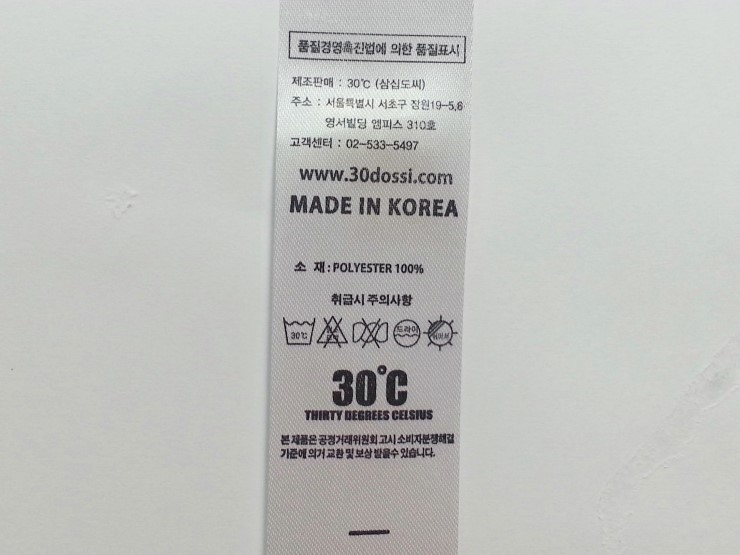 품질경영촉진법에 의한 품질표시
제조판매 : 30℃ (삼십도씨)
주소 : 서울특별시 서초구 잠원19-5,6
영서빌딩 엠피스 310호
고객센터 : 02-533-5497
www.30dossi.com
MADE IN KOREA
소 재 : POLYESTER 100%
취급시 주의사항
30℃ 드라이
30℃
THIRTY DEGREES CELSIUS
본 제품은 공정거래위원회 고시 소비자분쟁해결
기준에 의거 교환 및 보상 받을수 있습니다.